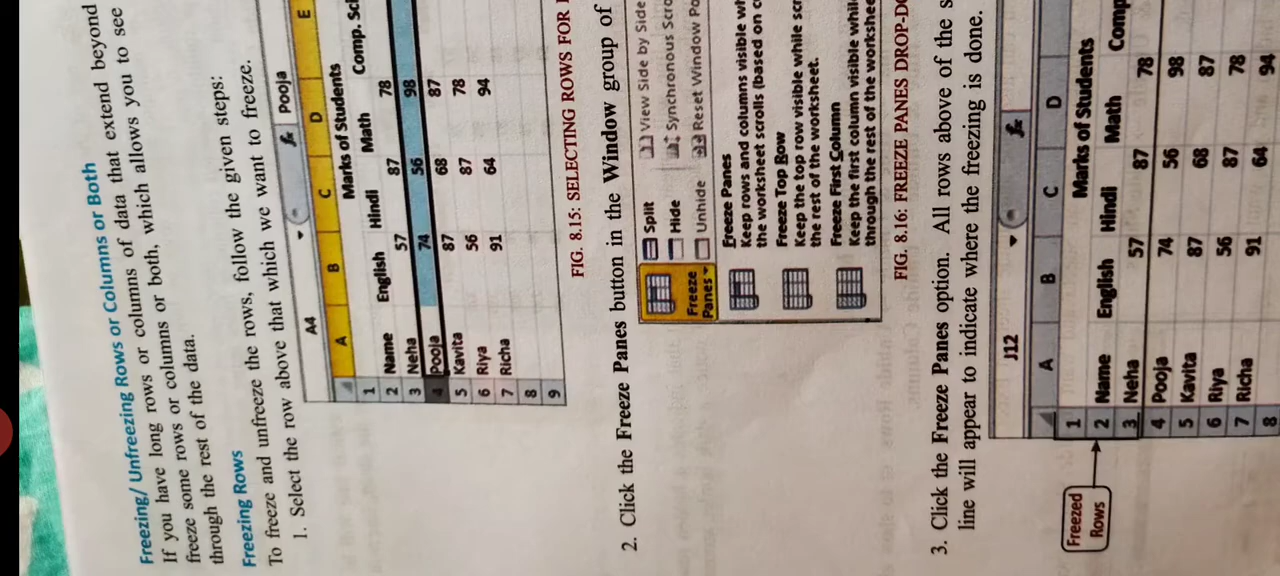 Freezing/ Unfreezing Rows or Columns or Both
If you have long rows or columns of data that extend beyond
freeze some rows or columns or both, which allows you to see
through the rest of the data.
Freezing Rows
To freeze and unfreeze the rows, follow the given steps:
1. Select the row above that which we want to freeze.
A4 fx Pooja
A B C D E
1 Marks of Students
2 Name English Hindi Math Comp. Sci
3 Neha 57 87 78
4 Pooja 74 56 98
5 Kavita 87 68 87
6 Riya 56 87 78
7 Richa 91 64 94
8
9
FIG. 8.15: SELECTING ROWS FOR
2. Click the Freeze Panes button in the Window group of
Split View Side by Side
Hide Synchronous Scro
Unhide Reset Window Po
Freeze
Panes
Freeze Panes
Keep rows and columns visible wh
the worksheet scrolls (based on
Freeze Top Row
Keep the top row visible while scr
the rest of the worksheet.
Freeze First Column
Keep the first column visible whil
through the rest of the workshee
FIG. 8.16: FREEZE PANES DROP-DO
3. Click the Freeze Panes option. All rows above of the s
line will appear to indicate where the freezing is done.
J12 fx
A B C D
1 Marks of Students
2 Name English Hindi Math Comp
3 Neha 57 87 78
4 Pooja 74 56 98
5 Kavita 87 68 87
6 Riya 56 87 78
7 Richa 91 64 94
8
Freezed
Rows